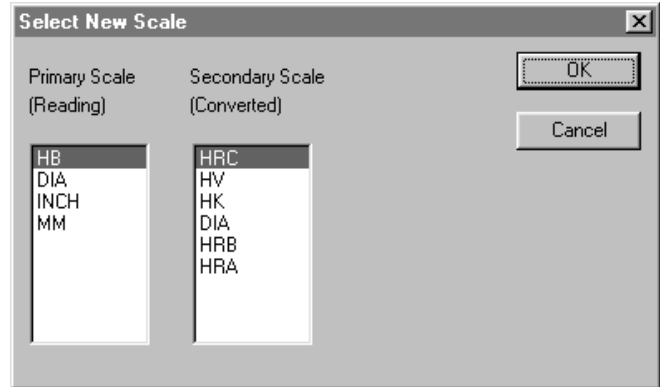 Select New Scale
Primary Scale
(Reading)
Secondary Scale
(Converted)
OK
Cancel
HB
DIA
INCH
MM
HRC
HV
HK
DIA
HRB
HRA